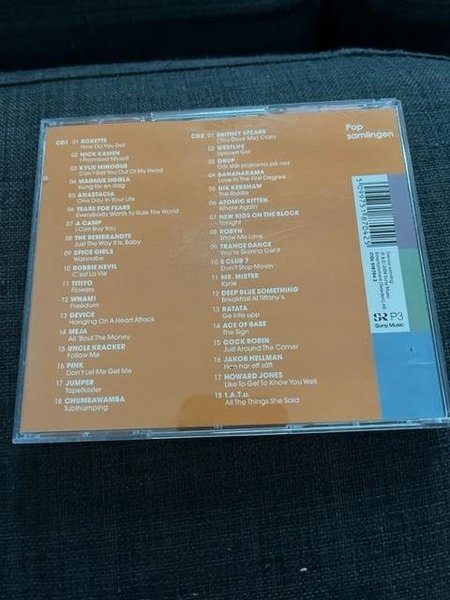 CD1 01 ROXETTE
How Do You Do!
02 NICK KAMEN
I Promised Myself
03 KYLIE MINOGUE
Can't Get You Out Of My Head
04 MAGNUS UGGLA
Kung för en dag
05 ANASTACIA
One Day In Your Life
06 TEARS FOR FEARS
Everybody Wants to Rule The World
07 A CAMP
I Can Buy You
08 THE REMBRANDTS
Just The Way It Is, Baby
09 SPICE GIRLS
Wannabe
10 ROBBIE NEVIL
C'est La Vie
11 TITIYO
Flowers
12 WHAM!
Freedom
13 DEVICE
Hanging On A Heart Attack
14 MEJA
All 'Bout The Money
15 UNCLE KRACKER
Follow Me
16 PINK
Don't Let Me Get Me
17 JUMPER
Tapetklister
18 CHUMBAWAMBA
Tubthumping
CD2 01 BRITNEY SPEARS
(You Drive Me) Crazy
02 WESTLIFE
Uptown Girl
03 GRUP
Där står pojkarna på rad
04 BANANARAMA
Love In The First Degree
05 NIK KERSHAW
The Riddle
06 ATOMIC KITTEN
Whole Again
07 NEW KIDS ON THE BLOCK
Tonight
08 ROBYN
Show Me Love
09 TRANCE DANCE
You're Gonna Get It
10 S CLUB 7
Don't Stop Movin'
11 MR. MISTER
Kyrie
12 DEEP BLUE SOMETHING
Breakfast At Tiffany's
13 RATATA
Ge inte upp
14 ACE OF BASE
The Sign
15 COCK ROBIN
Just Around The Corner
16 JAKOB HELLMAN
Hon har ett sätt
17 HOWARD JONES
Like To Get To Know You Well
18 t.A.T.u.
All The Things She Said
Pop
samlingen
SR P3
Sony Music